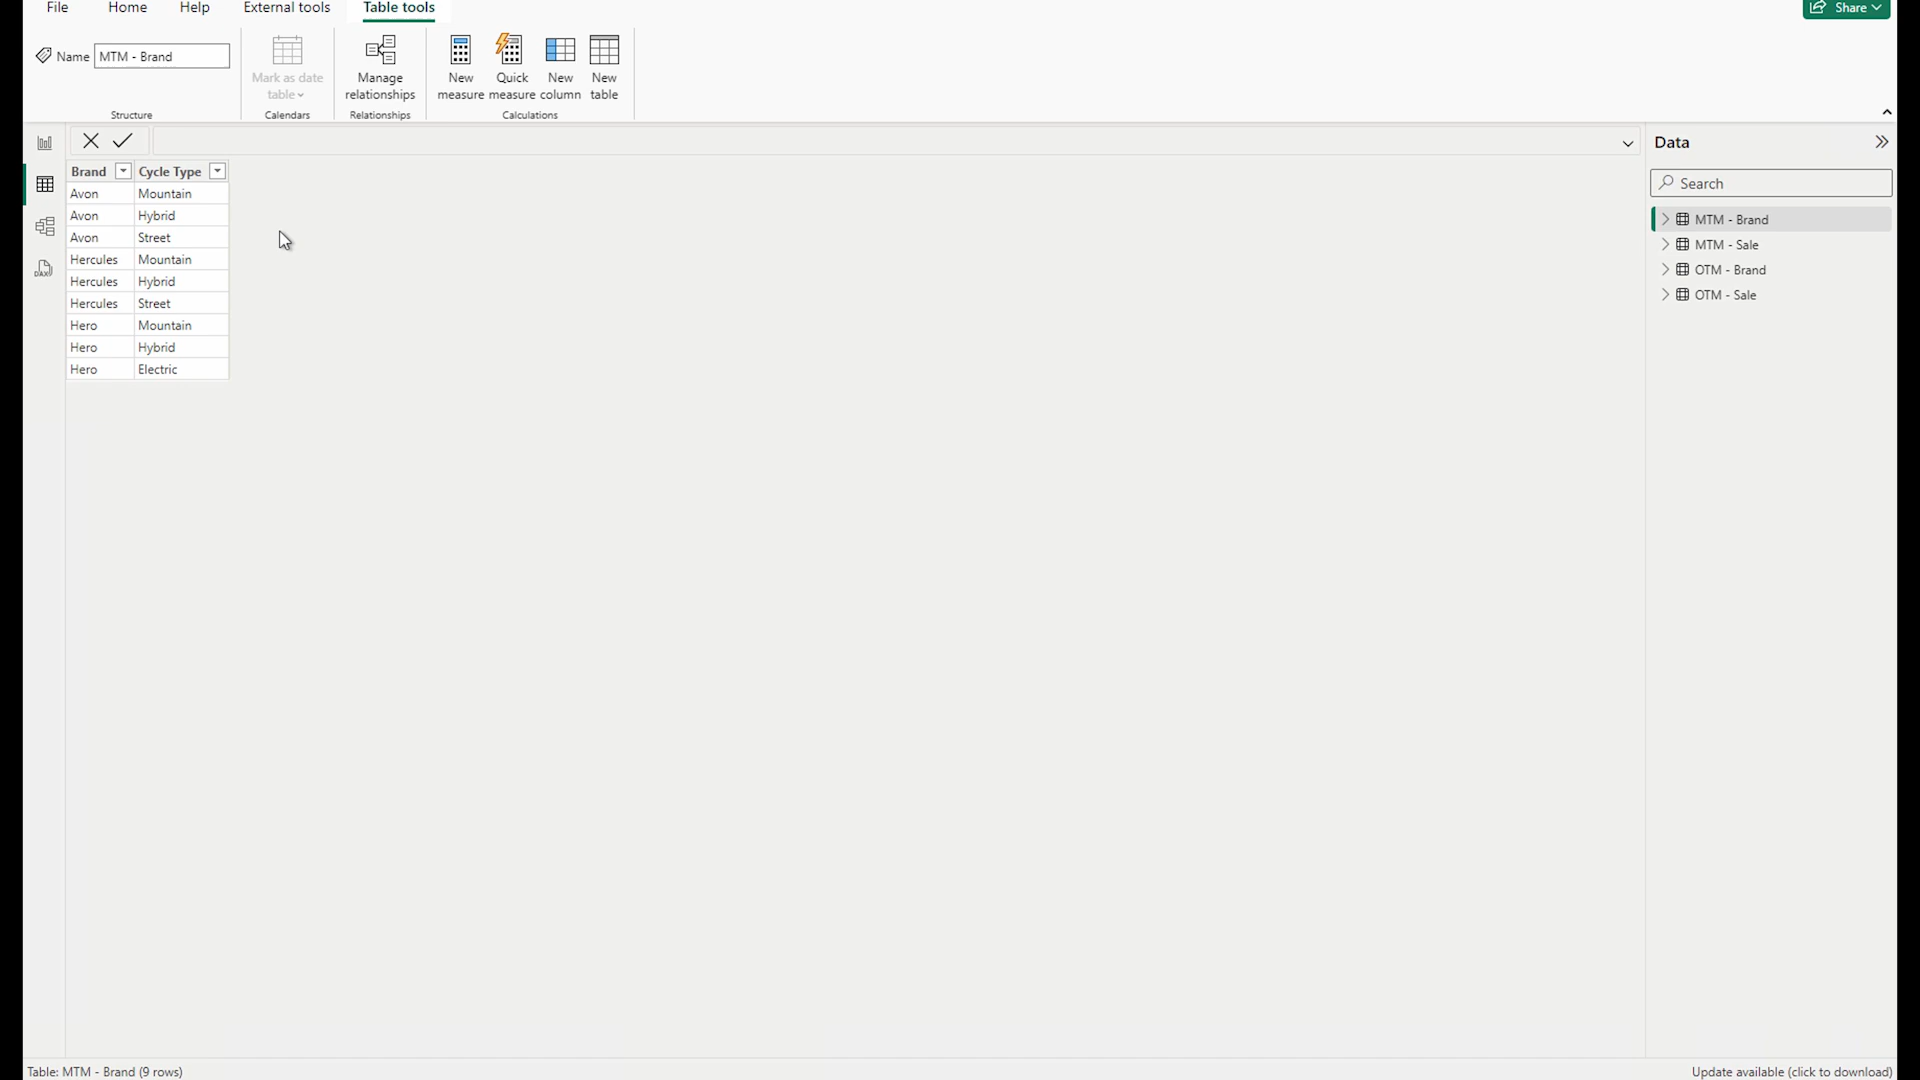 File Home Help External tools Table tools Share
Name MTM - Brand
Mark as date table
Manage relationships
New measure
Quick measure
New column
New table
Structure Calendars Relationships Calculations
Data
Search
MTM - Brand
MTM - Sale
OTM - Brand
OTM - Sale
Brand Cycle Type
Avon Mountain
Avon Hybrid
Avon Street
Hercules Mountain
Hercules Hybrid
Hercules Street
Hero Mountain
Hero Hybrid
Hero Electric
DAX
Table: MTM - Brand (9 rows) Update available (click to download)